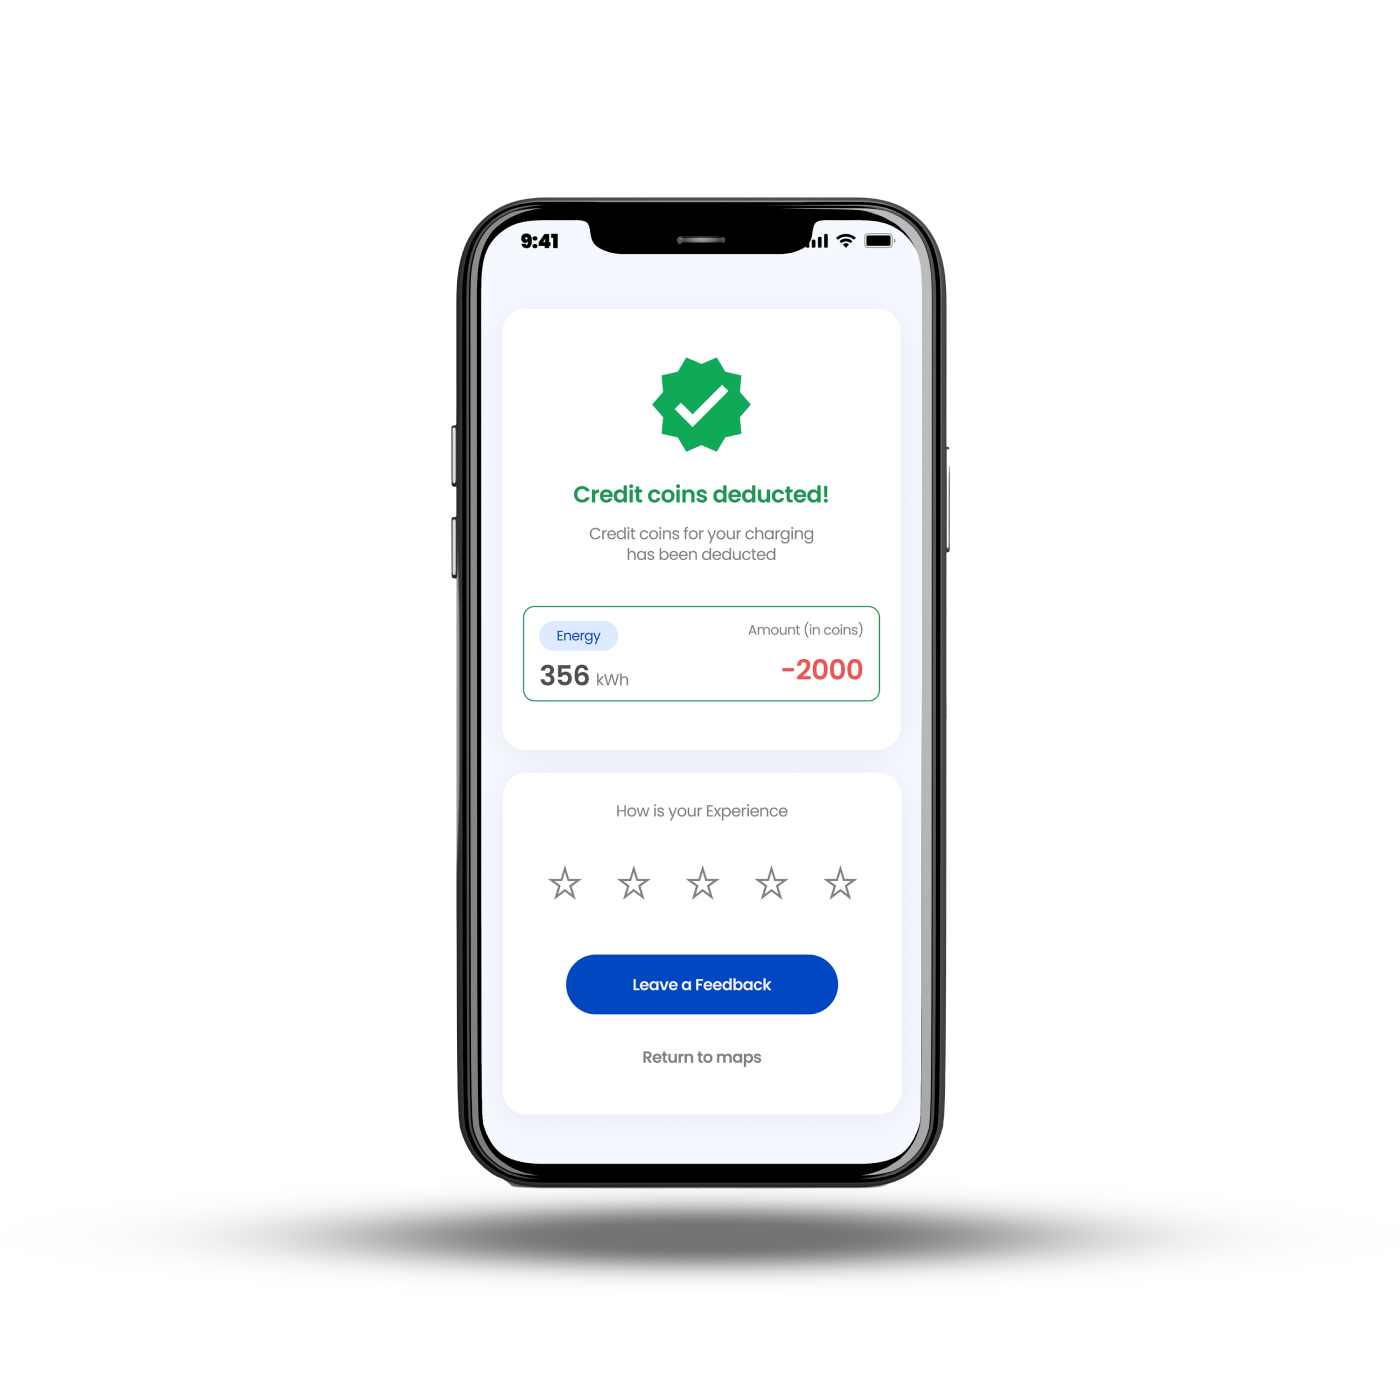 9:41
Credit coins deducted!
Credit coins for your charging
has been deducted
Energy
Amount (in coins)
356 kWh
-2000
How is your Experience
Leave a Feedback
Return to maps